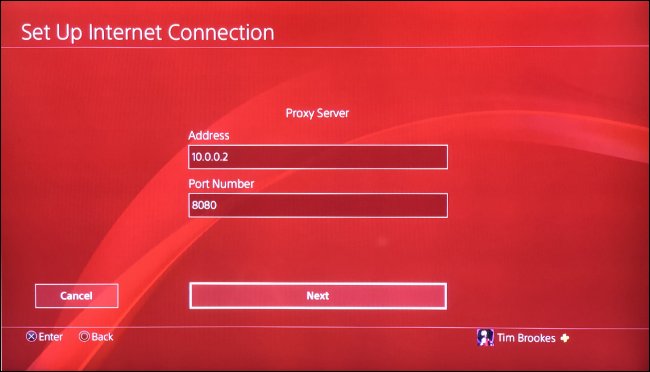 Set Up Internet Connection
Proxy Server
Address
10.0.0.2
Port Number
8080
Cancel
Next
Enter
Back
Tim Brookes